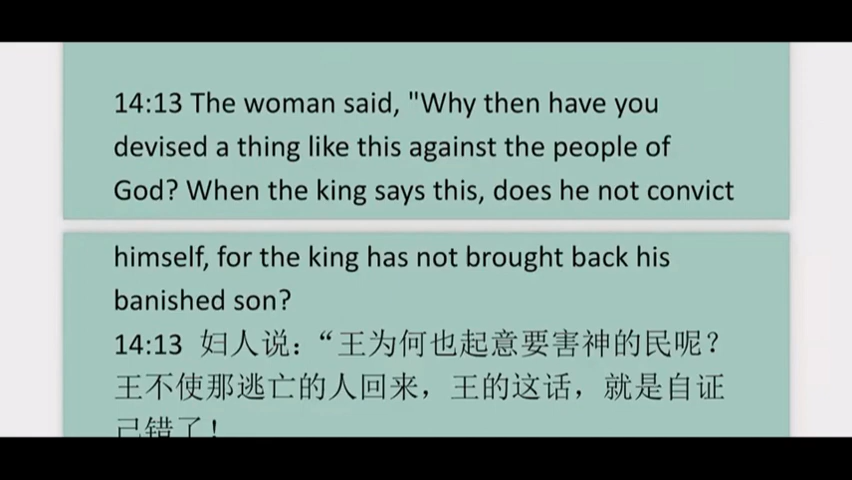 14:13 The woman said, "Why then have you
devised a thing like this against the people of
God? When the king says this, does he not convict
himself, for the king has not brought back his
banished son?
14:13 妇人说：“王为何也起意要害神的民呢？
王不使那逃亡的人回来，王的这话，就是自证
己错了！